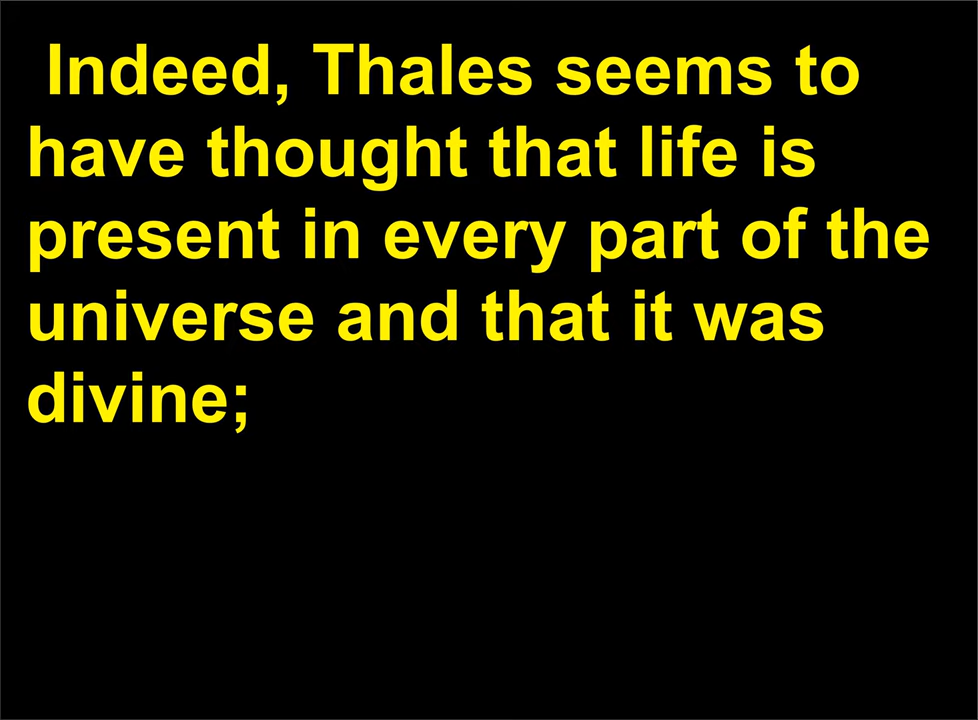 Indeed, Thales seems to
have thought that life is
present in every part of the
universe and that it was
divine;